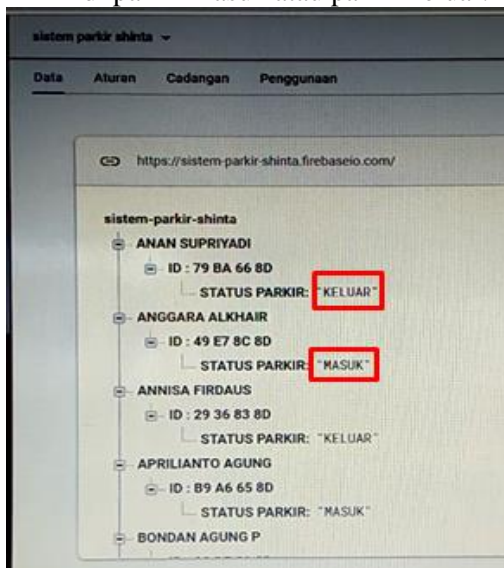 sistem parkir shinta
Data Aturan Cadangan Penggunaan
https://sistem-parkir-shinta.firebaseio.com/
sistem-parkir-shinta
ANAN SUPRIYADI
ID : 79 BA 66 8D
STATUS PARKIR: "KELUAR"
ANGGARA ALKHAIR
ID : 49 E7 8C 8D
STATUS PARKIR: "MASUK"
ANNISA FIRDAUS
ID : 29 36 83 8D
STATUS PARKIR: "KELUAR"
APRILIANTO AGUNG
ID : B9 A6 65 8D
STATUS PARKIR: "MASUK"
BONDAN AGUNG P